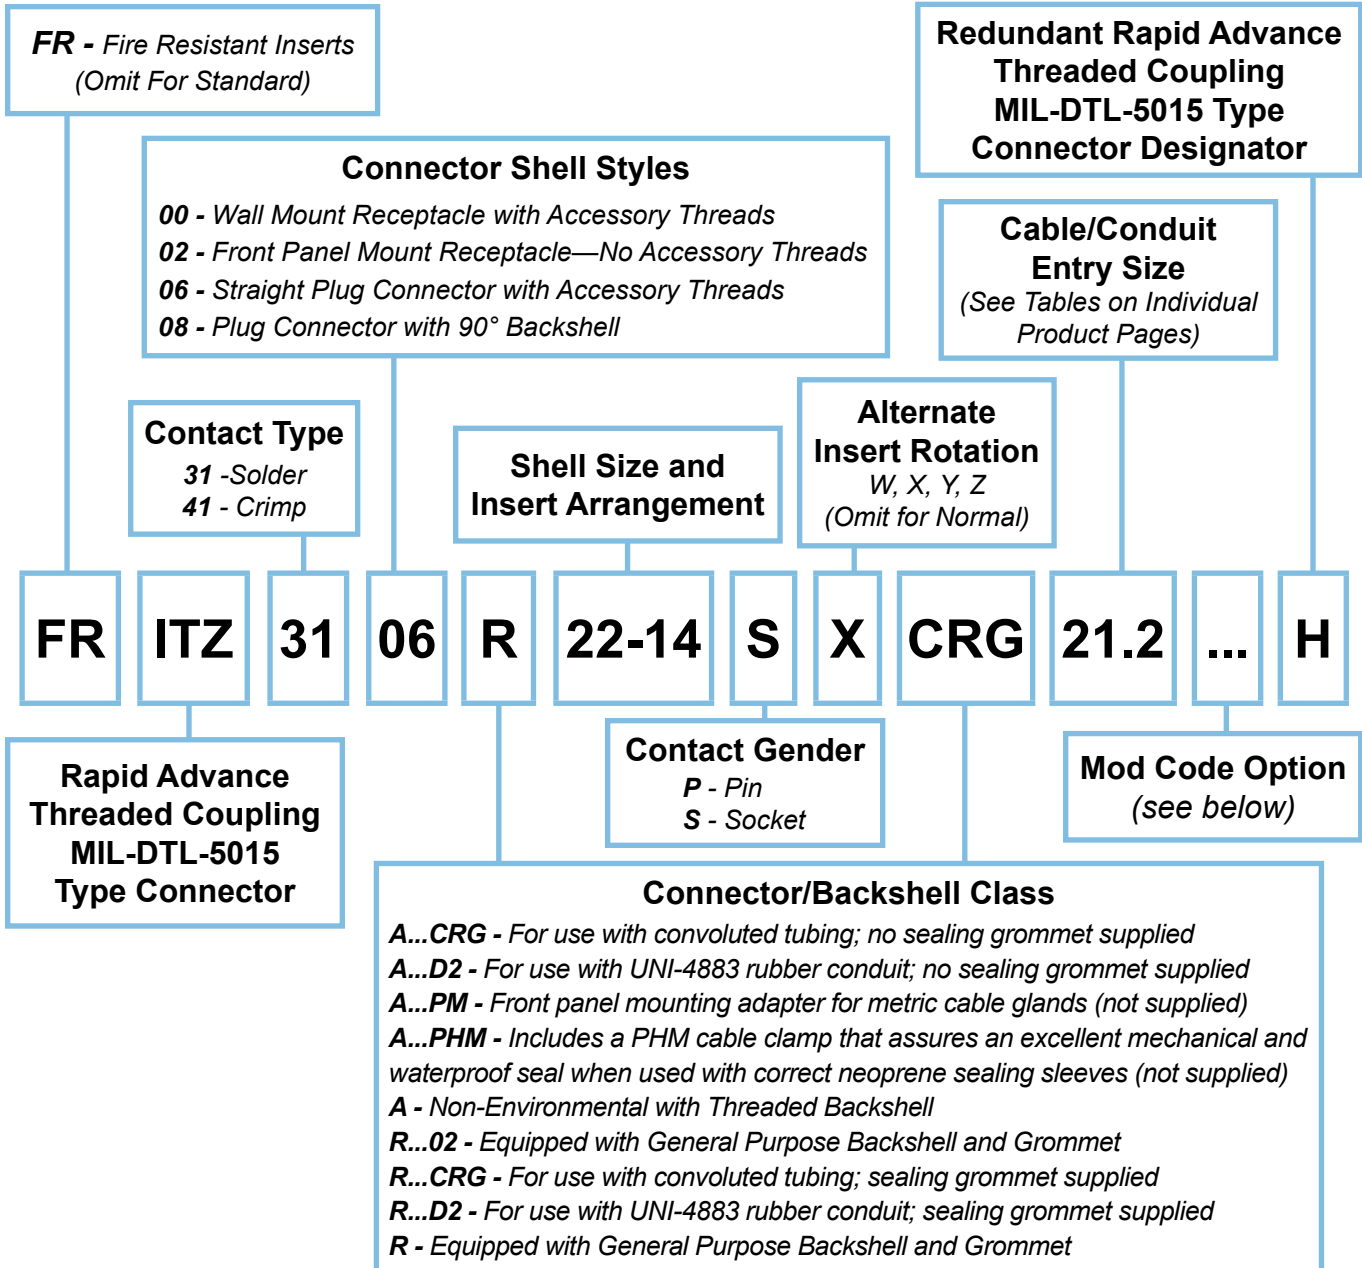 FR - Fire Resistant Inserts
(Omit For Standard)
Redundant Rapid Advance
Threaded Coupling
MIL-DTL-5015 Type
Connector Designator
Connector Shell Styles
00 - Wall Mount Receptacle with Accessory Threads
02 - Front Panel Mount Receptacle—No Accessory Threads
06 - Straight Plug Connector with Accessory Threads
08 - Plug Connector with 90° Backshell
Cable/Conduit
Entry Size
(See Tables on Individual
Product Pages)
Contact Type
31 -Solder
41 - Crimp
Shell Size and
Insert Arrangement
Alternate
Insert Rotation
W, X, Y, Z
(Omit for Normal)
FR ITZ 31 06 R 22-14 S X CRG 21.2 ... H
Rapid Advance
Threaded Coupling
MIL-DTL-5015
Type Connector
Contact Gender
P - Pin
S - Socket
Mod Code Option
(see below)
Connector/Backshell Class
A...CRG - For use with convoluted tubing; no sealing grommet supplied
A...D2 - For use with UNI-4883 rubber conduit; no sealing grommet supplied
A...PM - Front panel mounting adapter for metric cable glands (not supplied)
A...PHM - Includes a PHM cable clamp that assures an excellent mechanical and
waterproof seal when used with correct neoprene sealing sleeves (not supplied)
A - Non-Environmental with Threaded Backshell
R...02 - Equipped with General Purpose Backshell and Grommet
R...CRG - For use with convoluted tubing; sealing grommet supplied
R...D2 - For use with UNI-4883 rubber conduit; sealing grommet supplied
R - Equipped with General Purpose Backshell and Grommet